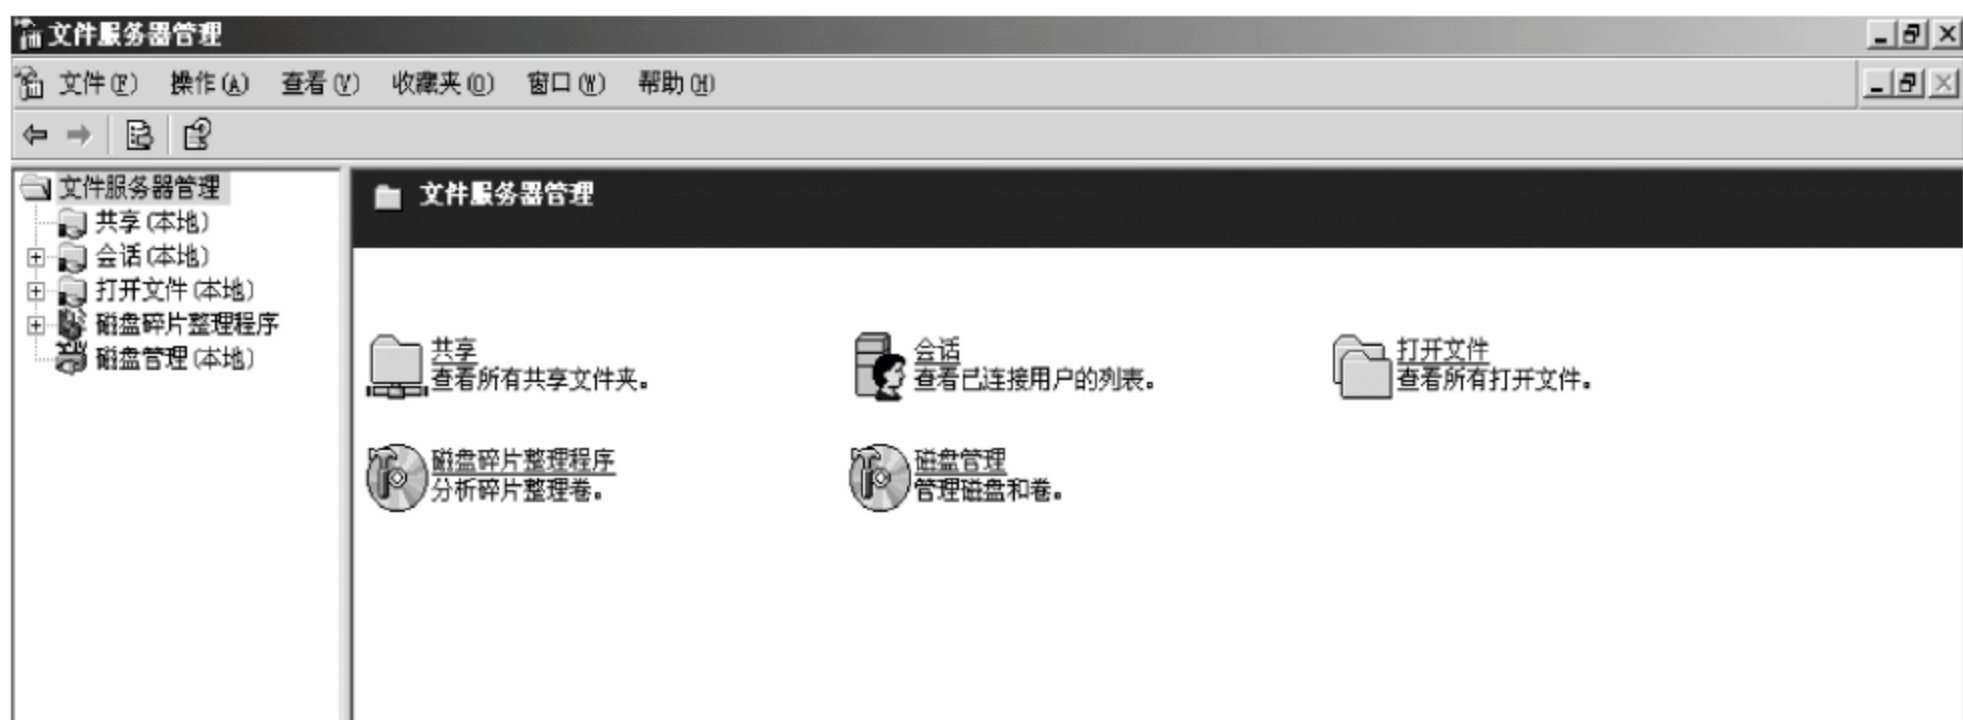 文件服务器管理
文件(F) 操作(A) 查看(V) 收藏夹(O) 窗口(W) 帮助(H)
文件服务器管理
共享(本地)
会话(本地)
打开文件(本地)
磁盘碎片整理程序
磁盘管理(本地)
文件服务器管理
共享
查看所有共享文件夹。
会话
查看已连接用户的列表。
打开文件
查看所有打开文件。
磁盘碎片整理程序
分析碎片整理卷。
磁盘管理
管理磁盘和卷。